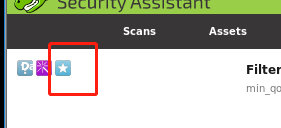 Security Assistant
Scans Assets
Filter
min_qo